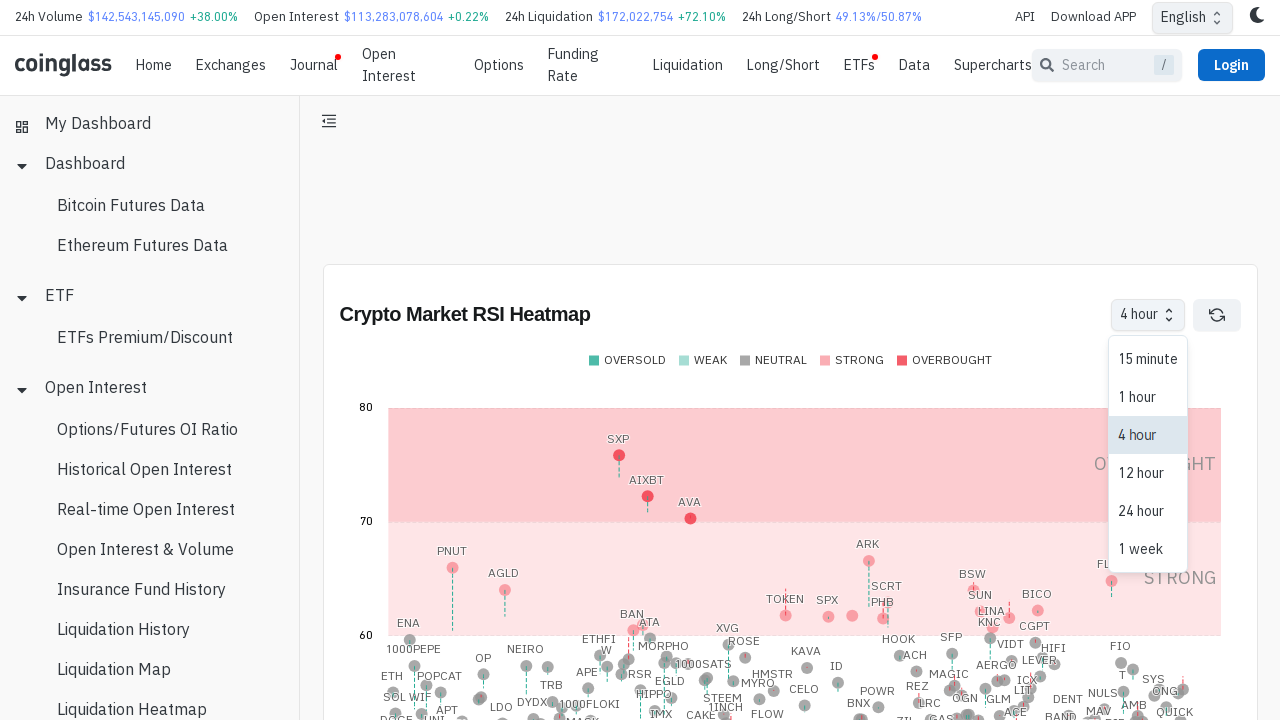 24h Volume $142,543,145,090 +38.00% Open Interest $113,283,078,604 +0.22% 24h Liquidation $172,022,754 +72.10% 24h Long/Short 49.13%/50.87% API Download APP English
coinglass Home Exchanges Journal Open Interest Options Funding Rate Liquidation Long/Short ETFs Data Supercharts Search / Login
My Dashboard
Dashboard
Bitcoin Futures Data
Ethereum Futures Data
ETF
ETFs Premium/Discount
Open Interest
Options/Futures OI Ratio
Historical Open Interest
Real-time Open Interest
Open Interest & Volume
Insurance Fund History
Liquidation History
Liquidation Map
Liquidation Heatmap
Crypto Market RSI Heatmap 4 hour
OVERSOLD WEAK NEUTRAL STRONG OVERBOUGHT
15 minute
1 hour
4 hour
12 hour
24 hour
1 week
80
SXP
AIXBT
AVA
70
PNUT
ARK
AGLD
BSW
STRONG
SCRT
BICO
SUN
TOKEN SPX PHB
LINA
BAN
ENA ATA KNC
XVG CGPT
60
ETHFI ROSE HOOK SFP
1000PEPE NEIRO W MORPHO KAVA VIDT HIFI FIO
OP ACH LEVER
1000SATS ID AERGO
ETH POPCAT APE RSR HMSTR MAGIC T
TRB EGLD MYRO REZ ICX SYS
SOL WIF HIPPO CELO POWR LIT NULS ONG
DYDX 1000FLOKI STEEM OGN GLM DENT
LDO 1INCH BNX LRC AMB
APT IMX CAKE FLOW ACE MAV QUICK
DOGE UNI MASK ZIL GAS BAND